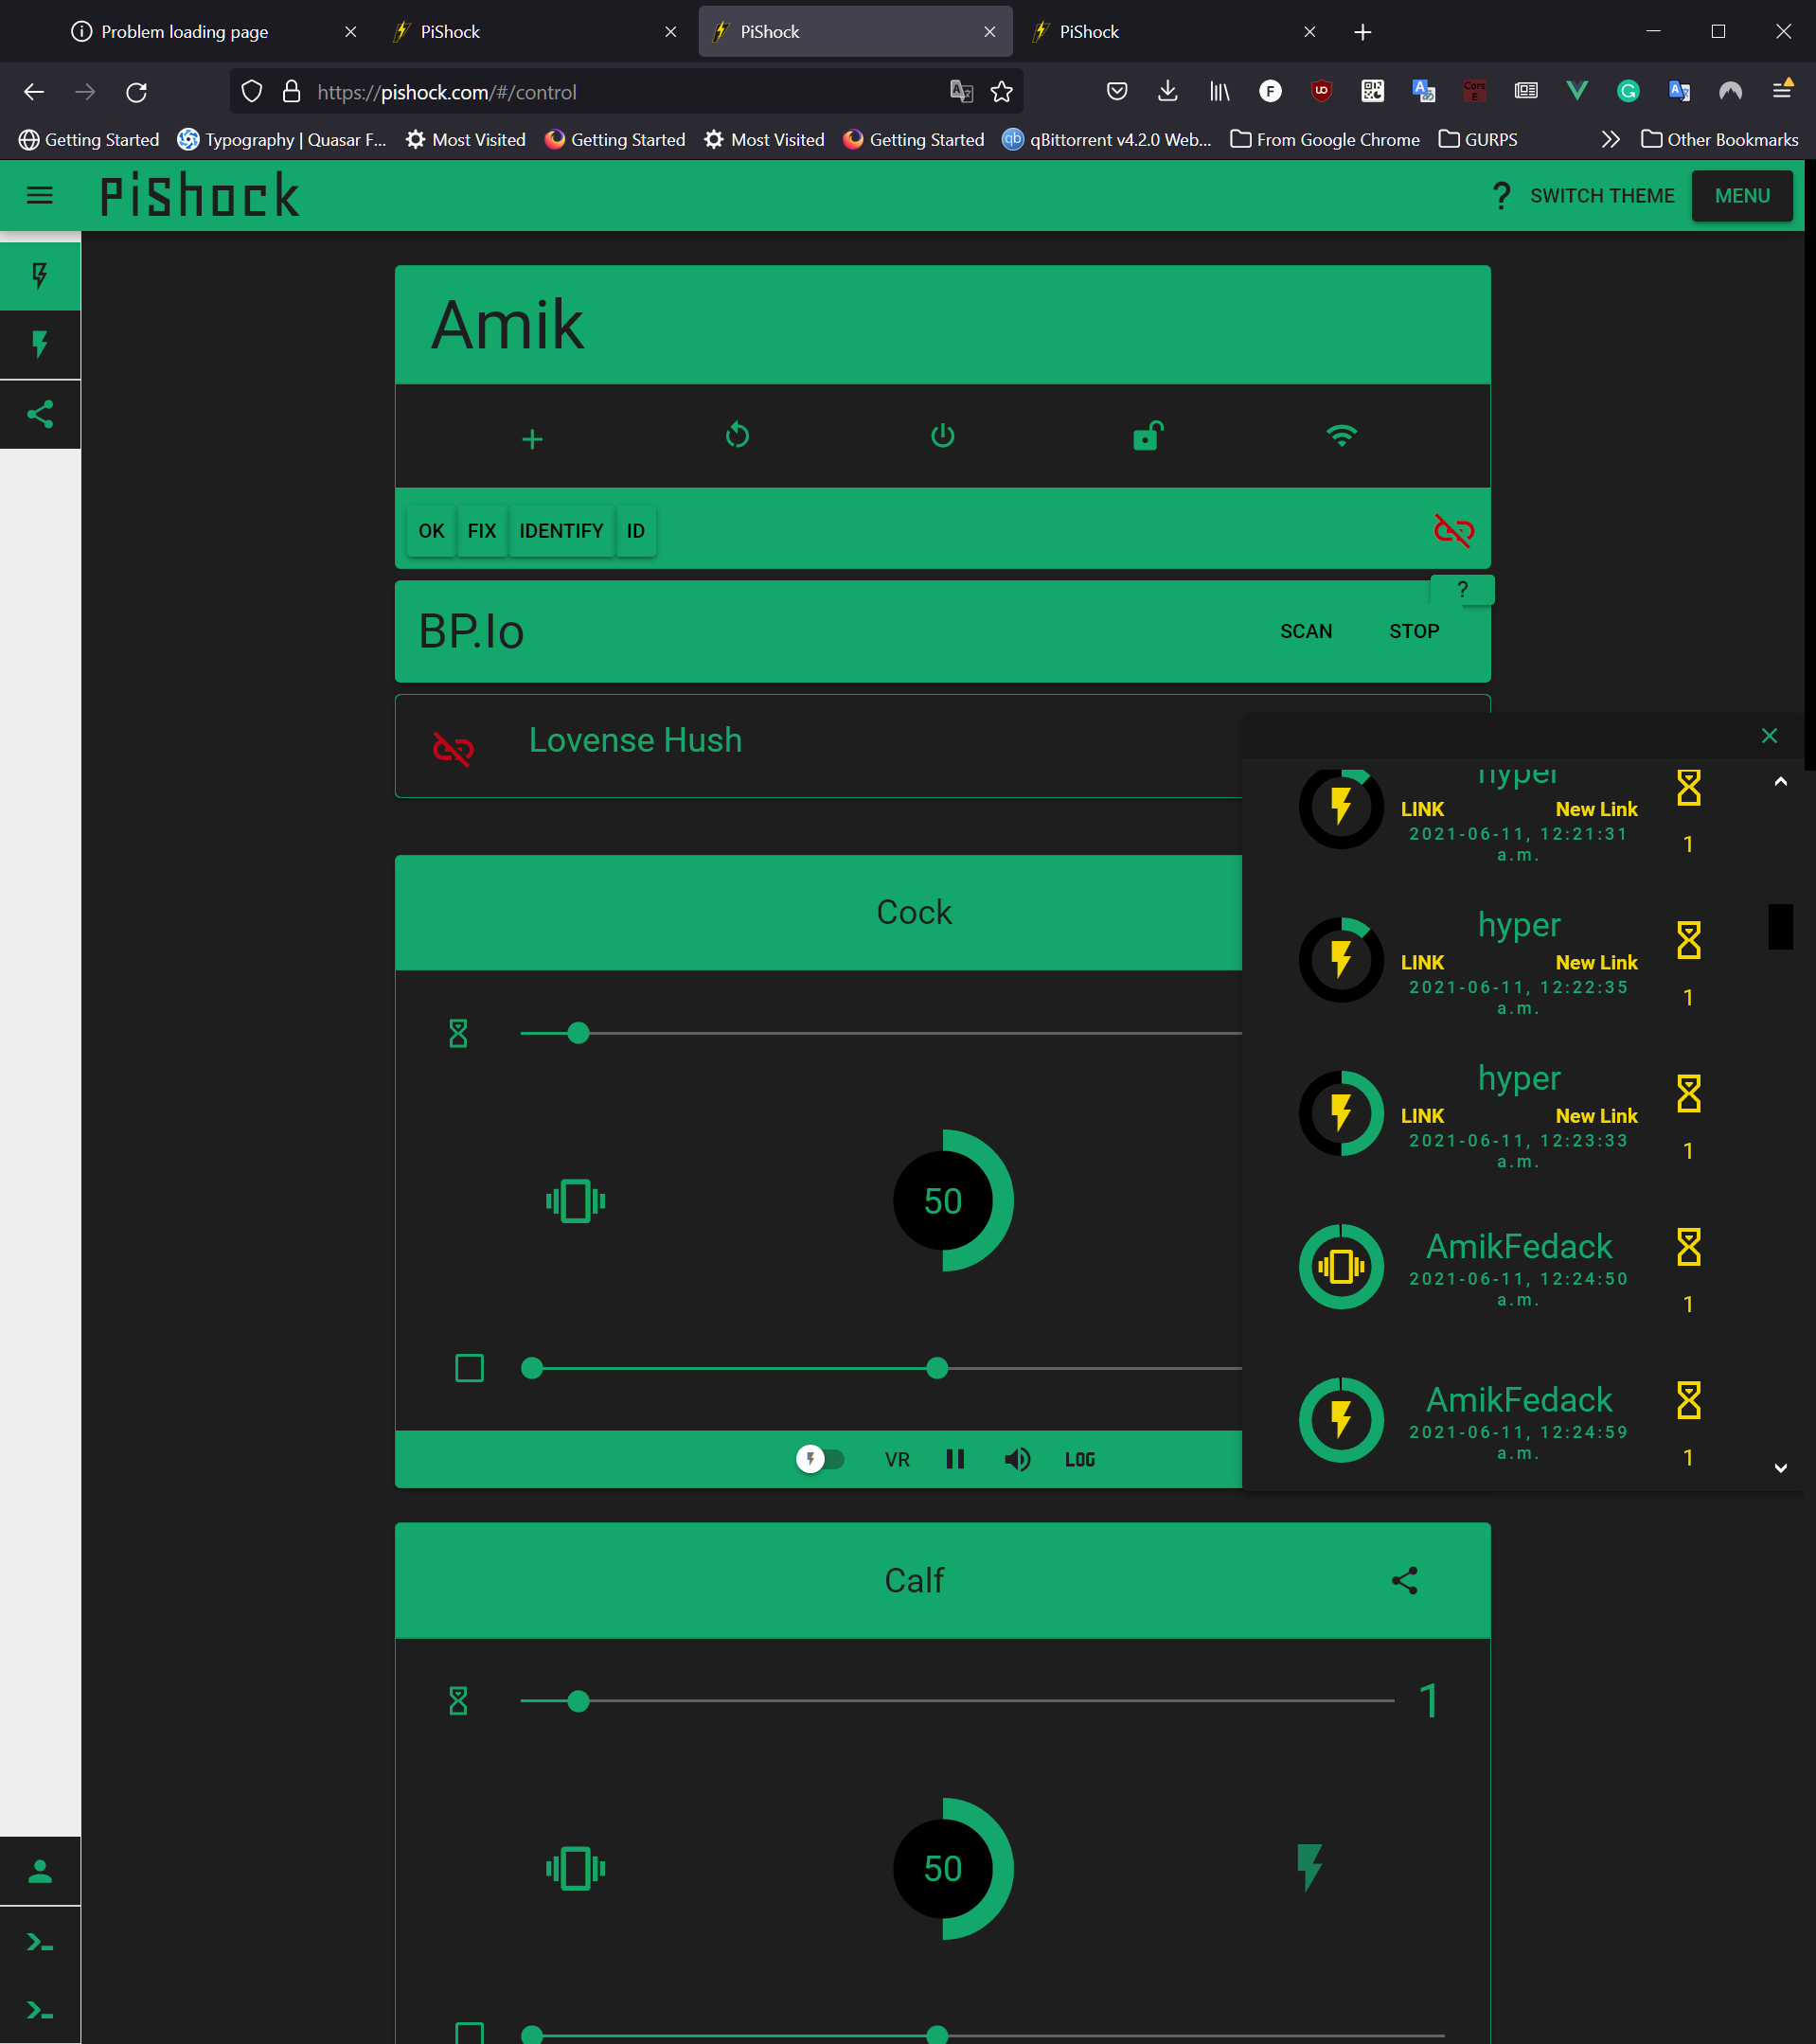 Problem loading page
PiShock
PiShock
PiShock
https://pishock.com/#/control
Getting Started
Typography | Quasar F...
Most Visited
Getting Started
Most Visited
Getting Started
qBittorrent v4.2.0 Web...
From Google Chrome
GURPS
Other Bookmarks
PiShock
? SWITCH THEME MENU
Amik
OK FIX IDENTIFY ID
?
BP.Io SCAN STOP
Lovense Hush
Cock
50
VR LOG
hyper
LINK New Link
2021-06-11, 12:21:31
a.m.
1
hyper
LINK New Link
2021-06-11, 12:22:35
a.m.
1
hyper
LINK New Link
2021-06-11, 12:23:33
a.m.
1
AmikFedack
2021-06-11, 12:24:50
a.m.
1
AmikFedack
2021-06-11, 12:24:59
a.m.
1
Calf
1
50